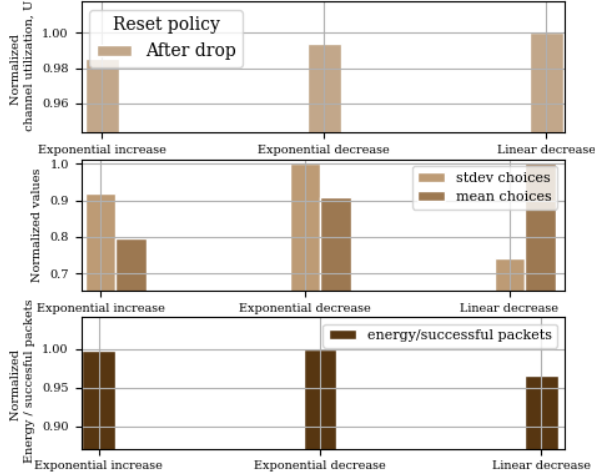 Normalized
channel utilization, U
1.00
0.98
0.96
Reset policy
After drop
Exponential increase
Exponential decrease
Linear decrease
Normalized values
1.0
0.9
0.8
0.7
stdev choices
mean choices
Exponential increase
Exponential decrease
Linear decrease
Normalized
Energy / succesful packets
1.00
0.95
0.90
energy/successful packets
Exponential increase
Exponential decrease
Linear decrease